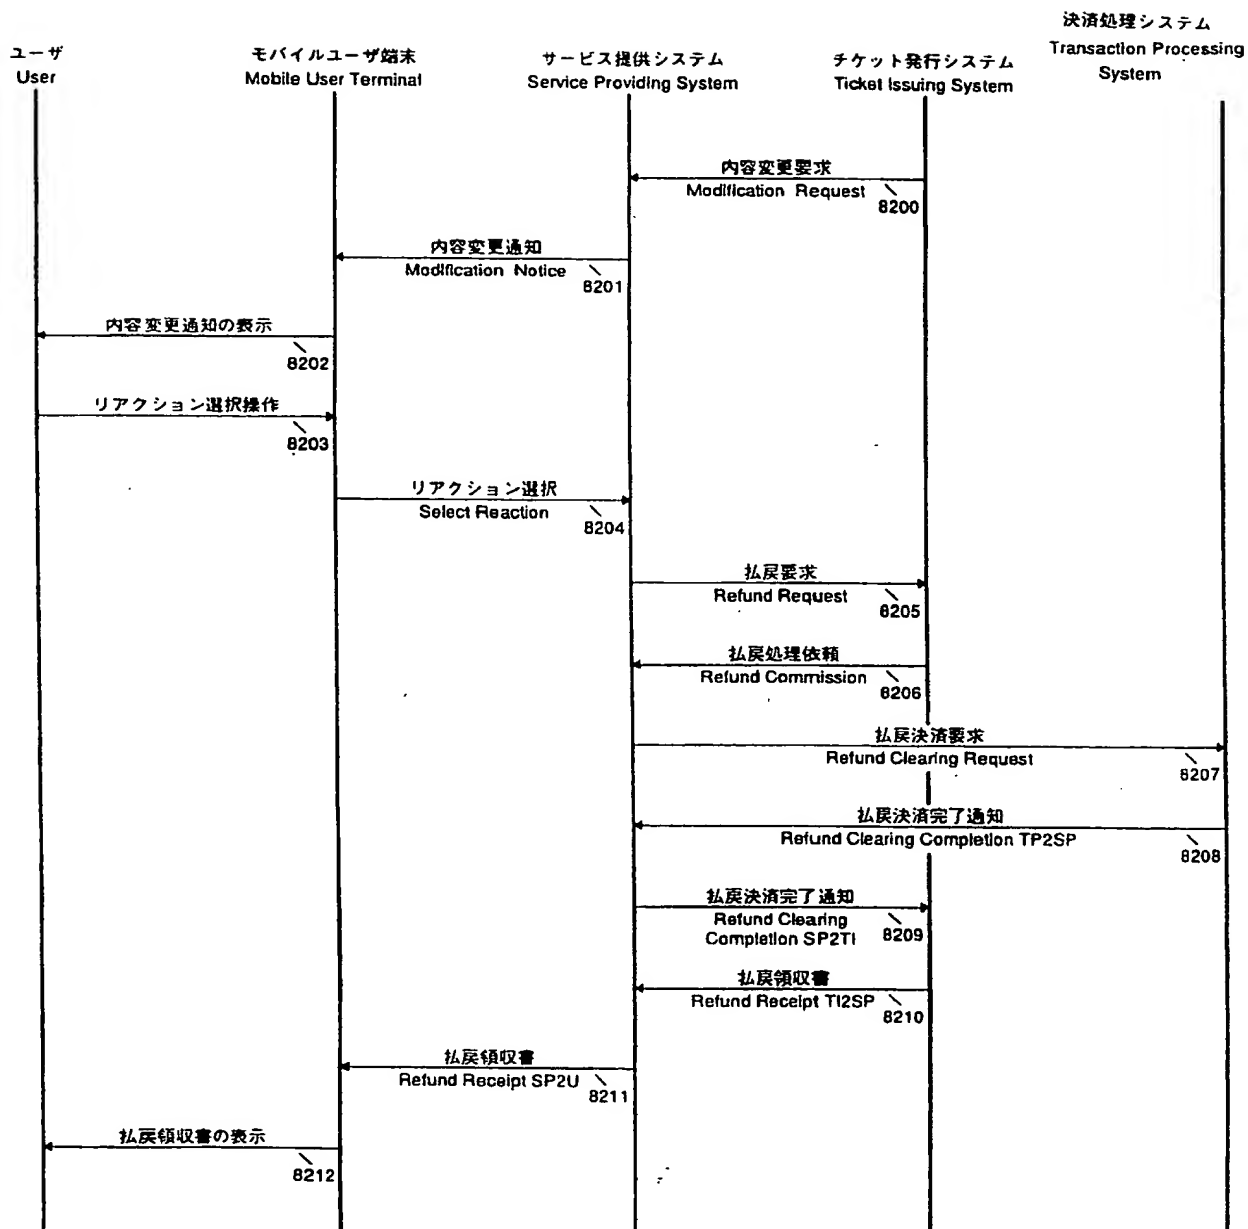 ユーザ
User
モバイルユーザ端末
Mobile User Terminal
サービス提供システム
Service Providing System
チケット発行システム
Ticket Issuing System
決済処理システム
Transaction Processing
System
内容変更要求
Modification Request
8200
内容変更通知
Modification Notice
8201
内容変更通知の表示
8202
リアクション選択操作
8203
リアクション選択
Select Reaction
8204
払戻要求
Refund Request
8205
払戻処理依頼
Refund Commission
8206
払戻決済要求
Refund Clearing Request
8207
払戻決済完了通知
Refund Clearing Completion TP2SP
8208
払戻決済完了通知
Refund Clearing
Completion SP2TI
8209
払戻領収書
Refund Receipt TI2SP
8210
払戻領収書
Refund Receipt SP2U
8211
払戻領収書の表示
8212